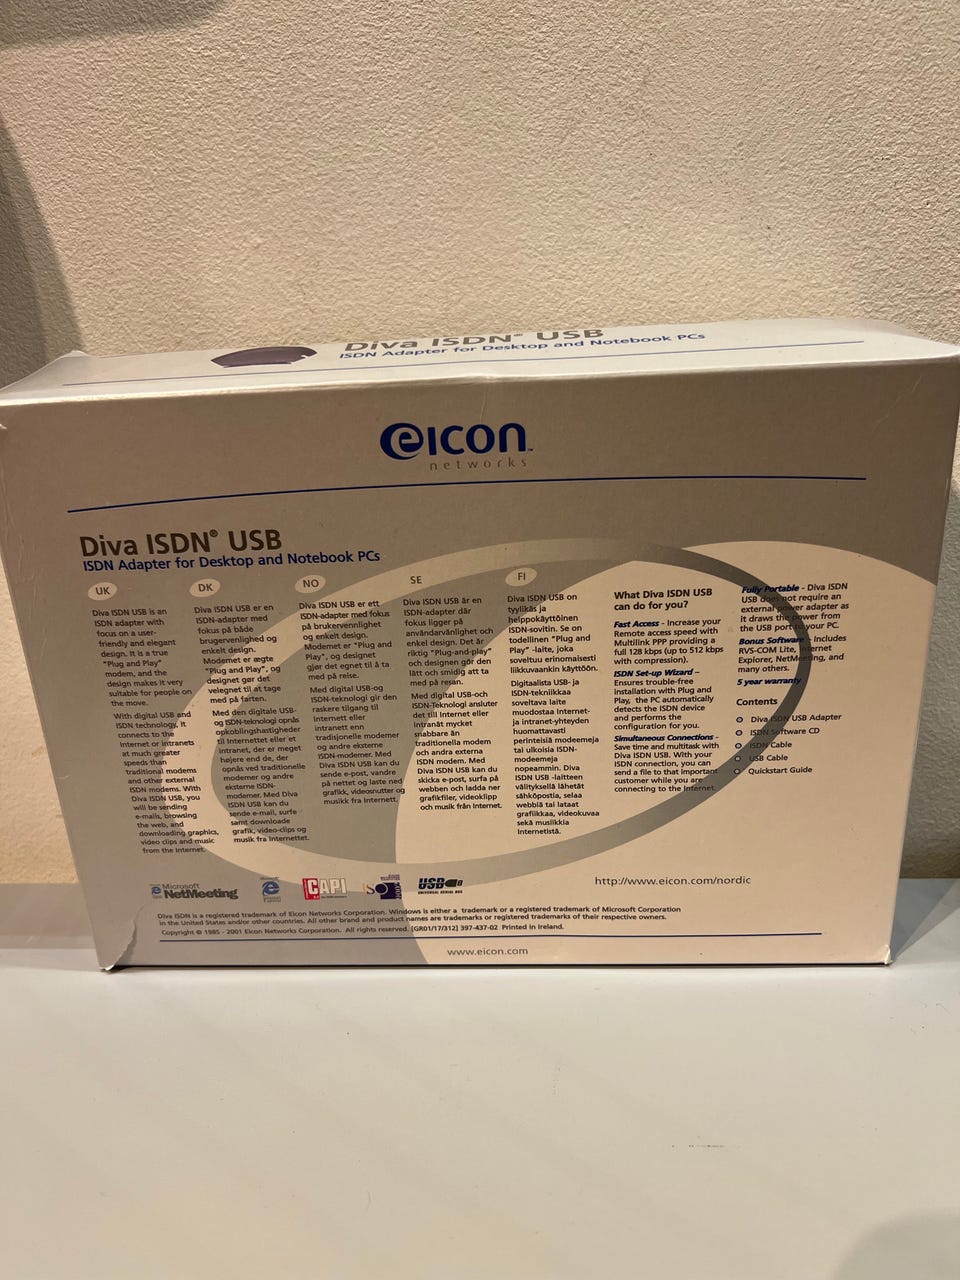 Diva ISDN® USB
ISDN Adapter for Desktop and Notebook PCs
eicon
networks
Diva ISDN® USB
ISDN Adapter for Desktop and Notebook PCs
UK
Diva ISDN USB is an
ISDN adapter with
focus on a user-
friendly and elegant
design. It is a true
"Plug and Play"
modem, and the
design makes it very
suitable for people on
the move.
With digital USB and
ISDN technology, it
connects to the
Internet or intranets
at much greater
speeds than
traditional modems
and other external
ISDN modems. With
Diva ISDN USB, you
will be sending
e-mails, browsing
the web, and
downloading graphics,
video clips and music
from the Internet.
DK
Diva ISDN USB er en
ISDN-adapter med
fokus på både
brugervenlighed og
enkelt design.
Modemet er ægte
"Plug and Play", og
designet gør det
velegnet til at tage
med på farten.
Med den digitale USB-
og ISDN-teknologi opnås
opkoblingshastigheder
til Internettet eller et
intranet, der er meget
højere end de, der
opnås ved traditionelle
modemer og andre
eksterne ISDN-
modemer. Med Diva
ISDN USB kan du
sende e-mail, surfe
samt downloade
grafik, video-clips og
musik fra Internettet.
NO
Diva ISDN USB er ett
ISDN-adapter med fokus
på brukervennlighet
og enkelt design.
Modemet er "Plug and
Play", og designet
gjør det egnet til å ta
med på reise.
Med digital USB-og
ISDN-teknologi gir den
raskere tilgang til
Internett eller
intranett enn
tradisjonelle modemer
og andre eksterne
ISDN-modemer. Med
Diva ISDN USB kan du
sende e-post, vandre
på nettet og laste ned
grafikk, videosnutter og
musikk fra Internett.
SE
Diva ISDN USB är en
ISDN-adapter där
fokus ligger på
användarvänlighet och
enkel design. Det är
riktig "Plug-and-play"
och designen gör den
lätt och smidig att ta
med på resan.
Med digital USB-och
ISDN-Teknologi ansluter
det till Internet eller
intranät mycket
snabbare än
traditionella modem
och andra externa
ISDN modem. Med
Diva ISDN USB kan du
skicka e-post, surfa på
webben och ladda ner
grafikfiler, videoklipp
och musik från Internet.
FI
Diva ISDN USB on
tyylikäs ja
helppokäyttöinen
ISDN-sovitin. Se on
todellinen "Plug and
Play" -laite, joka
soveltuu erinomaisesti
liikkuvaankin käyttöön.
Digitaalista USB- ja
ISDN-tekniikkaa
soveltava laite
muodostaa Internet-
ja intranet-yhteyden
huomattavasti
perinteisiä modeemeja
tai ulkoisia ISDN-
modeemeja
nopeammin. Diva
ISDN USB -laitteen
välityksellä lähetät
sähköpostia, selaa
webbiä tai lataat
grafiikkaa, videokuvaa
sekä musiikkia
Internetistä.
What Diva ISDN USB
can do for you?
Fast Access - Increase your
Remote access speed with
Multilink PPP providing a
full 128 kbps (up to 512 kbps
with compression).
ISDN Set-up Wizard –
Ensures trouble-free
installation with Plug and
Play, the PC automatically
detects the ISDN device
and performs the
configuration for you.
Simultaneous Connections -
Save time and multitask with
Diva ISDN USB. With your
ISDN connection, you can
send a file to that important
customer while you are
connecting to the Internet.
Fully Portable - Diva ISDN
USB does not require an
external power adapter as
it draws the power from
the USB port to your PC.
Bonus Software - Includes
RVS-COM Lite, Internet
Explorer, NetMeeting, and
many others.
5 year warranty
Contents
Diva ISDN USB Adapter
ISDN Software CD
ISDN Cable
USB Cable
Quickstart Guide
Microsoft
NetMeeting
CAPI
ISO
USB
UNIVERSAL SERIAL BUS
http://www.eicon.com/nordic
Diva ISDN is a registered trademark of Eicon Networks Corporation. Windows is either a trademark or a registered trademark of Microsoft Corporation
in the United States and/or other countries. All other brand and product names are trademarks or registered trademarks of their respective owners.
Copyright © 1985 - 2001 Eicon Networks Corporation. All rights reserved. [GR01/17/312] 397-437-02 Printed in Ireland.
www.eicon.com